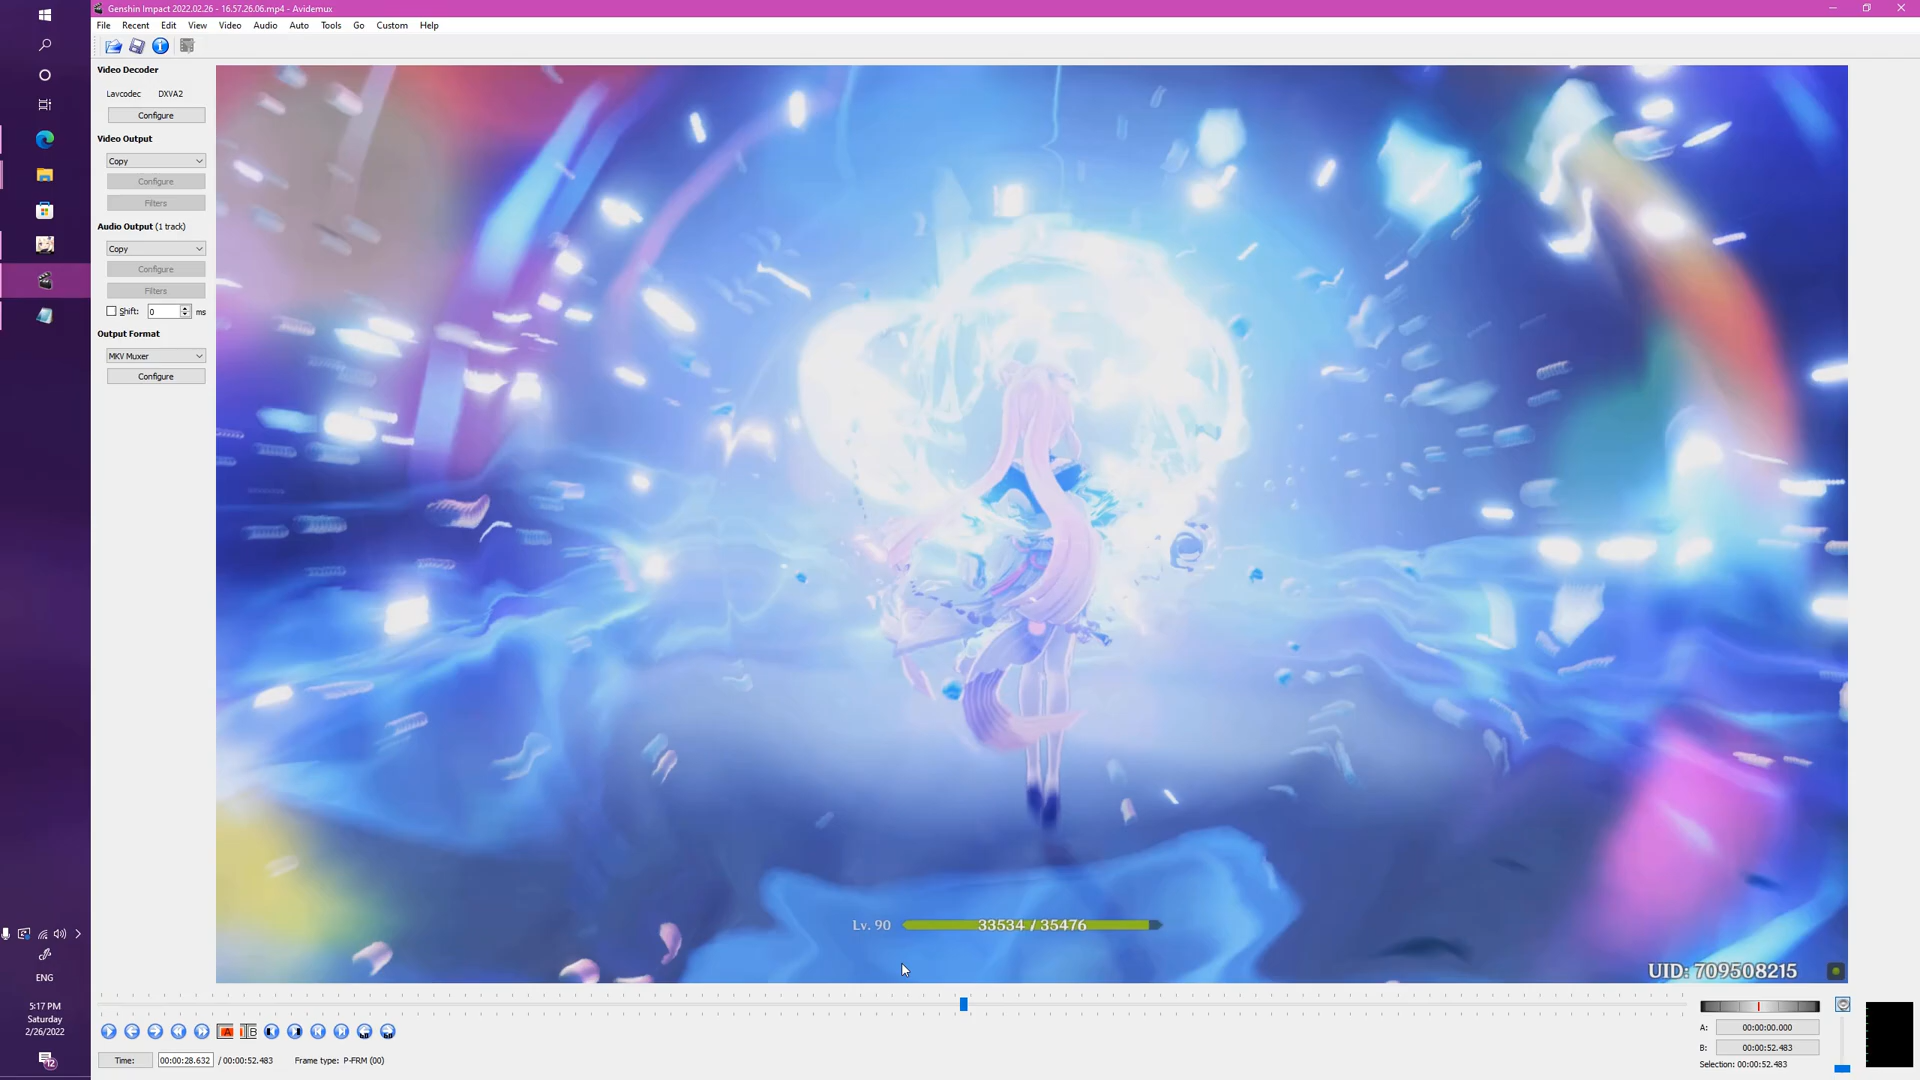 Genshin Impact 2022.02.26 - 16.57.26.06.mp4 - Avidemux
File Recent Edit View Video Audio Auto Tools Go Custom Help
Video Decoder
Lavcodec DXVA2
Configure
Video Output
Copy
Configure
Filters
Audio Output (1 track)
Copy
Configure
Filters
Shift: 0 ms
Output Format
MKV Muxer
Configure
Lv. 90 33534 / 35476
UID: 709508215
ENG
5:17 PM
Saturday
2/26/2022
12
A B
60 60
Time: 00:00:28.632 / 00:00:52.483 Frame type: P-FRM (00)
A: 00:00:00.000
B: 00:00:52.483
Selection: 00:00:52.483